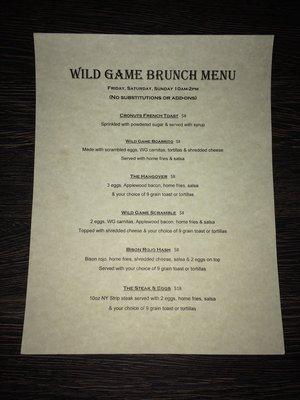 WILD GAME BRUNCH MENU
FRIDAY, SATURDAY, SUNDAY 10AM-2PM
(NO SUBSTITUTIONS OR ADD-ONS)
CRONUTS FRENCH TOAST $8
Sprinkled with powdered sugar & served with syrup
WILD GAME BOARRITO $8
Made with scrambled eggs, WG carnitas, tortillas & shredded cheese
Served with home fries & salsa
THE HANGOVER $8
3 eggs, Applewood bacon, home fries, salsa
& your choice of 9 grain toast or tortillas
WILD GAME SCRAMBLE $8
2 eggs, WG carnitas, Applewood bacon, home fries & salsa
Topped with shredded cheese & your choice of 9 grain toast or tortillas
BISON ROJO HASH $8
Bison rojo, home fries, shredded cheese, salsa & 2 eggs on top
Served with your choice of 9 grain toast or tortillas
THE STEAK & EGGS $18
10oz NY Strip steak served with 2 eggs, home fries, salsa
& your choice of 9 grain toast or tortillas